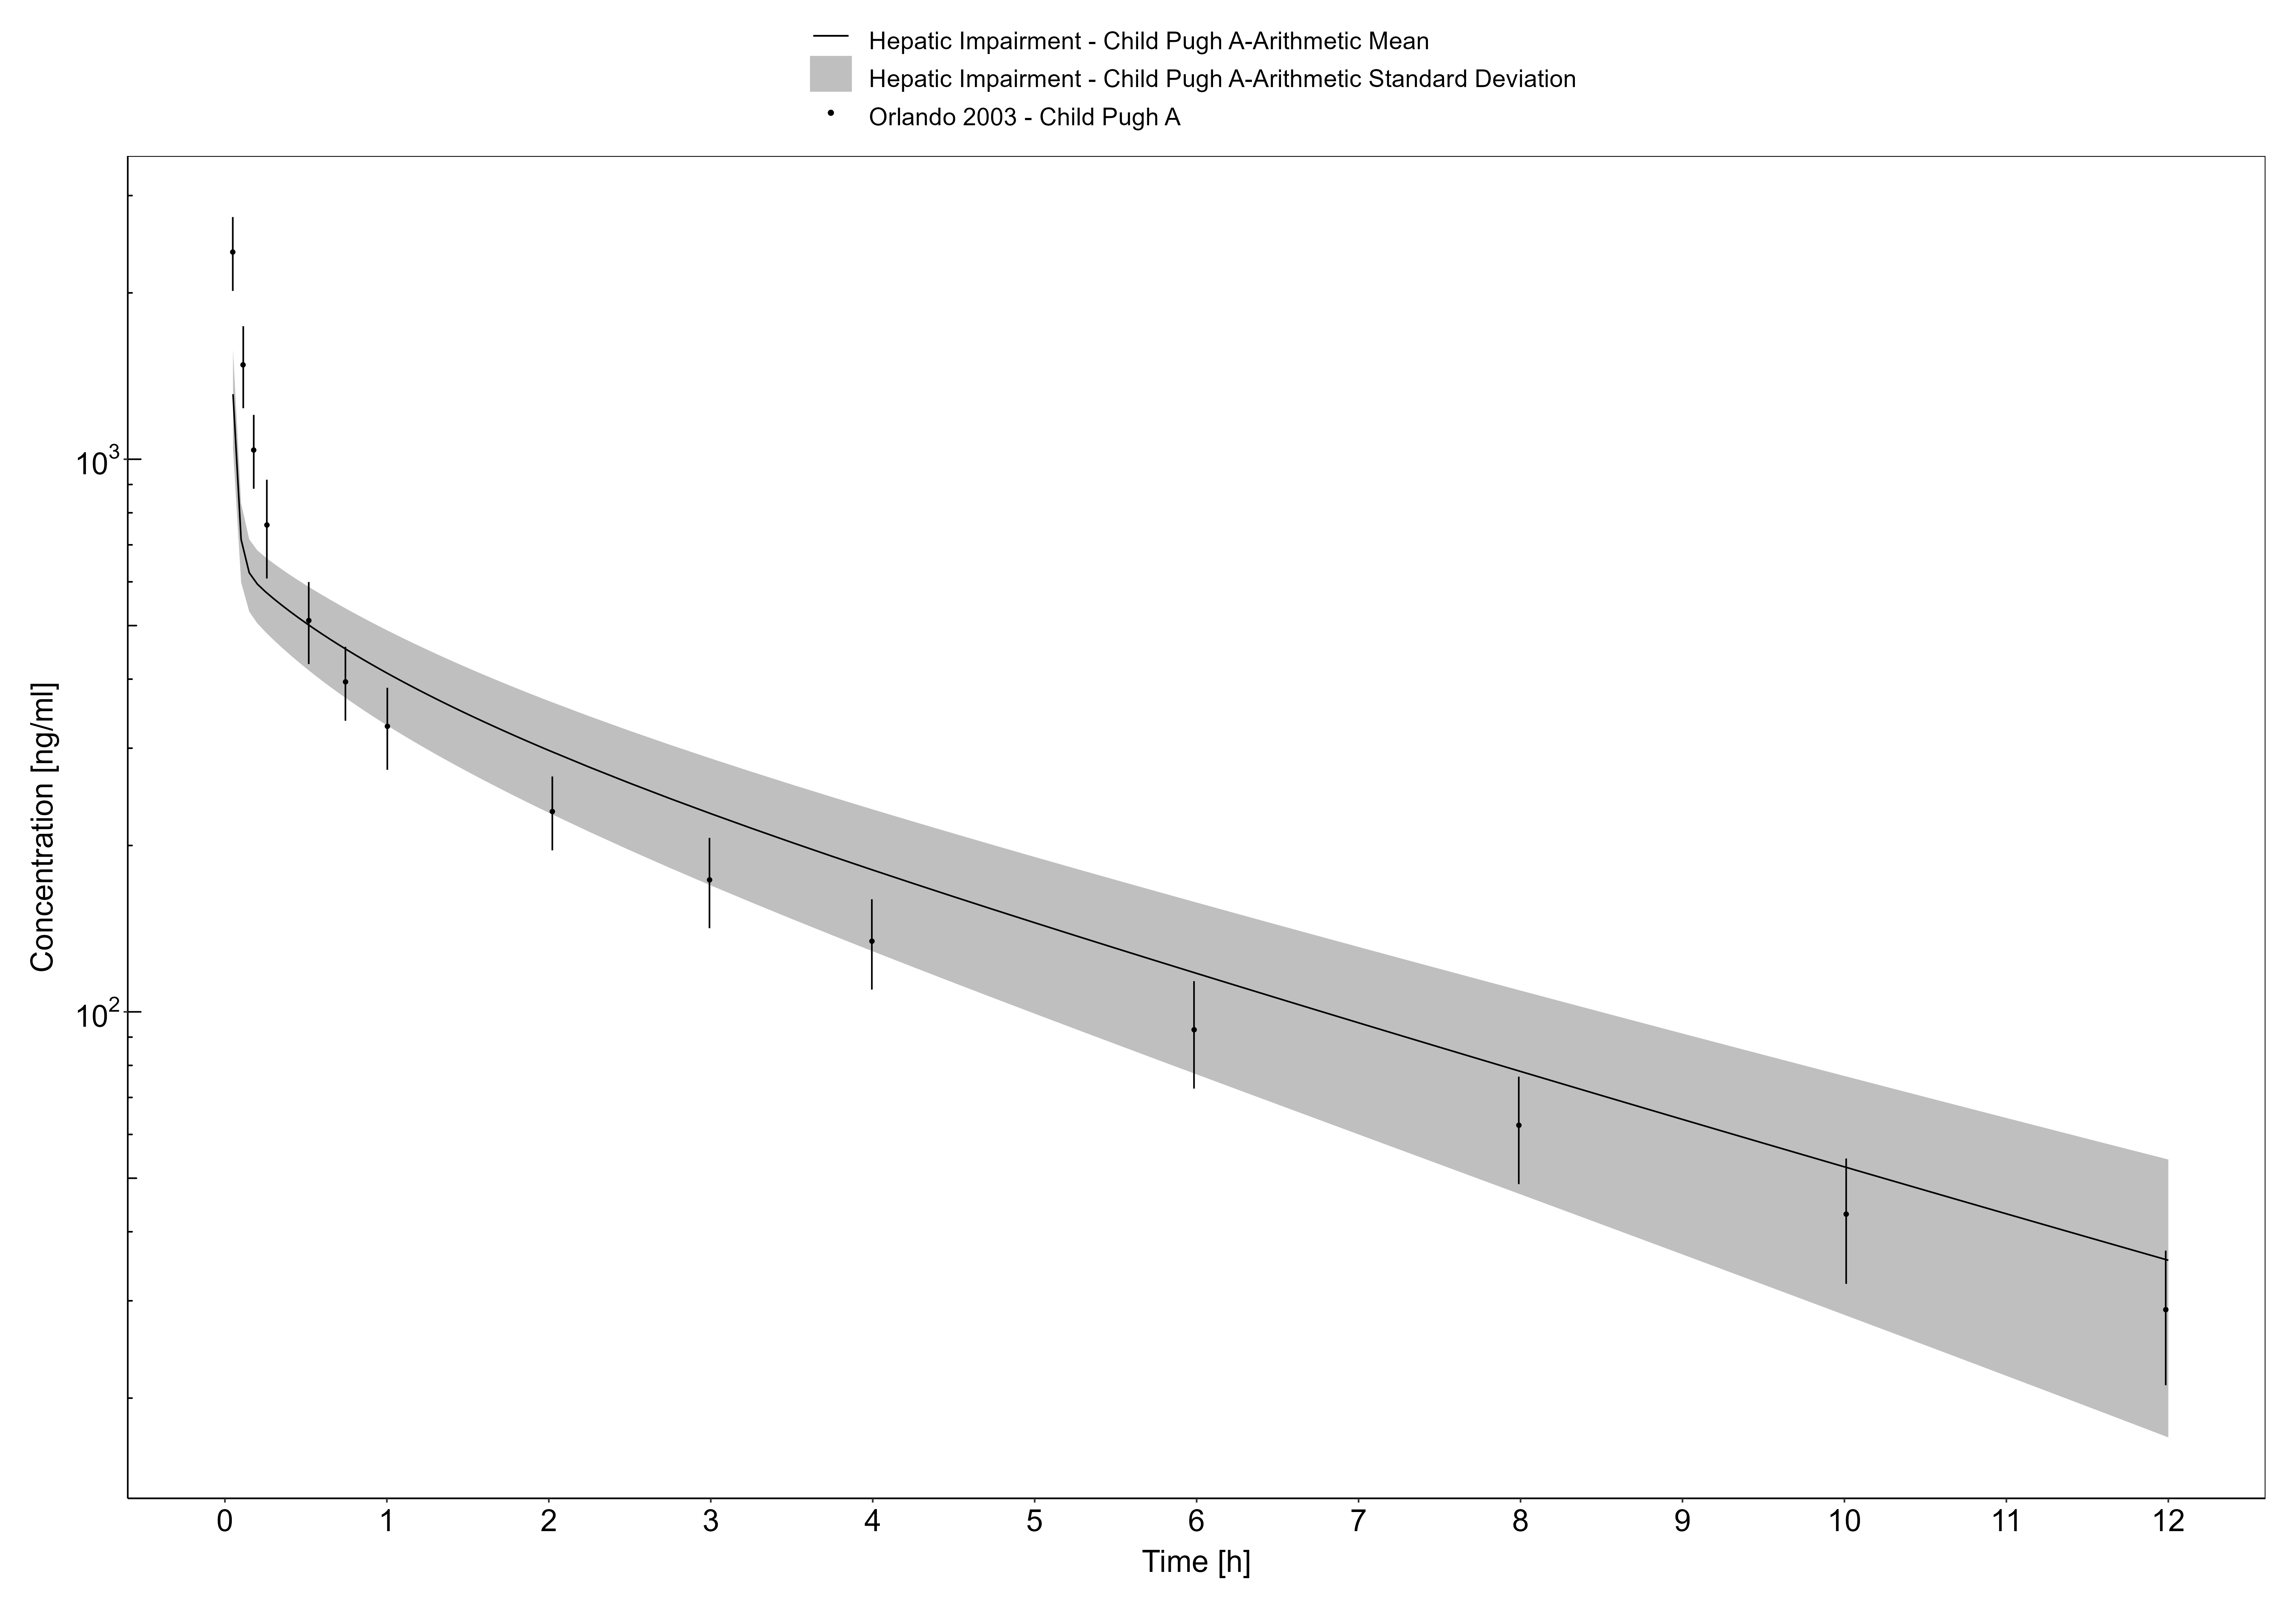 Hepatic Impairment - Child Pugh A-Arithmetic Mean
Hepatic Impairment - Child Pugh A-Arithmetic Standard Deviation
Orlando 2003 - Child Pugh A
Concentration [ng/ml]
10³
10²
0 1 2 3 4 5 6 7 8 9 10 11 12
Time [h]